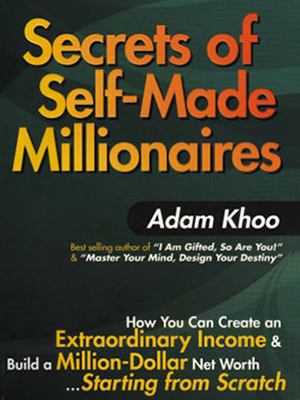 Secrets of
Self-Made
Millionaires
Adam Khoo
Best selling author of "I Am Gifted, So Are You!"
& "Master Your Mind, Design Your Destiny"
How You Can Create an
Extraordinary Income &
Build a Million-Dollar Net Worth
...Starting from Scratch